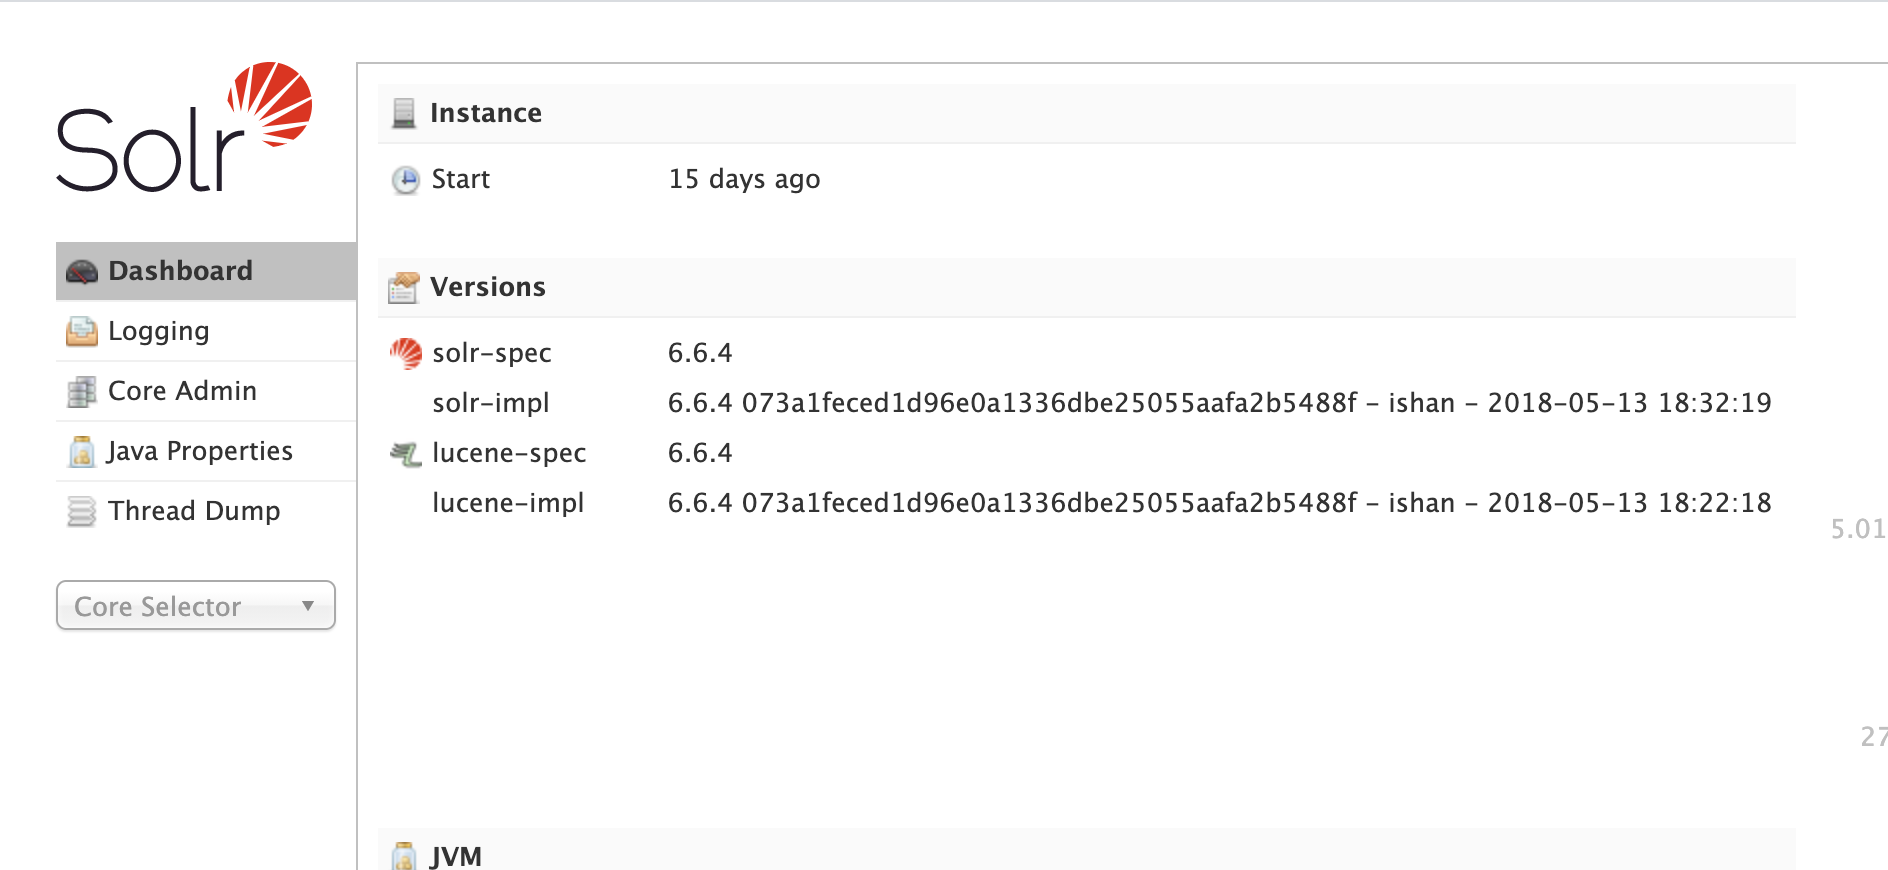 Solr
Dashboard
Logging
Core Admin
Java Properties
Thread Dump
Core Selector
Instance
Start 15 days ago
Versions
solr-spec 6.6.4
solr-impl 6.6.4 073a1feced1d96e0a1336dbe25055aafa2b5488f - ishan - 2018-05-13 18:32:19
lucene-spec 6.6.4
lucene-impl 6.6.4 073a1feced1d96e0a1336dbe25055aafa2b5488f - ishan - 2018-05-13 18:22:18
5.01
27
JVM